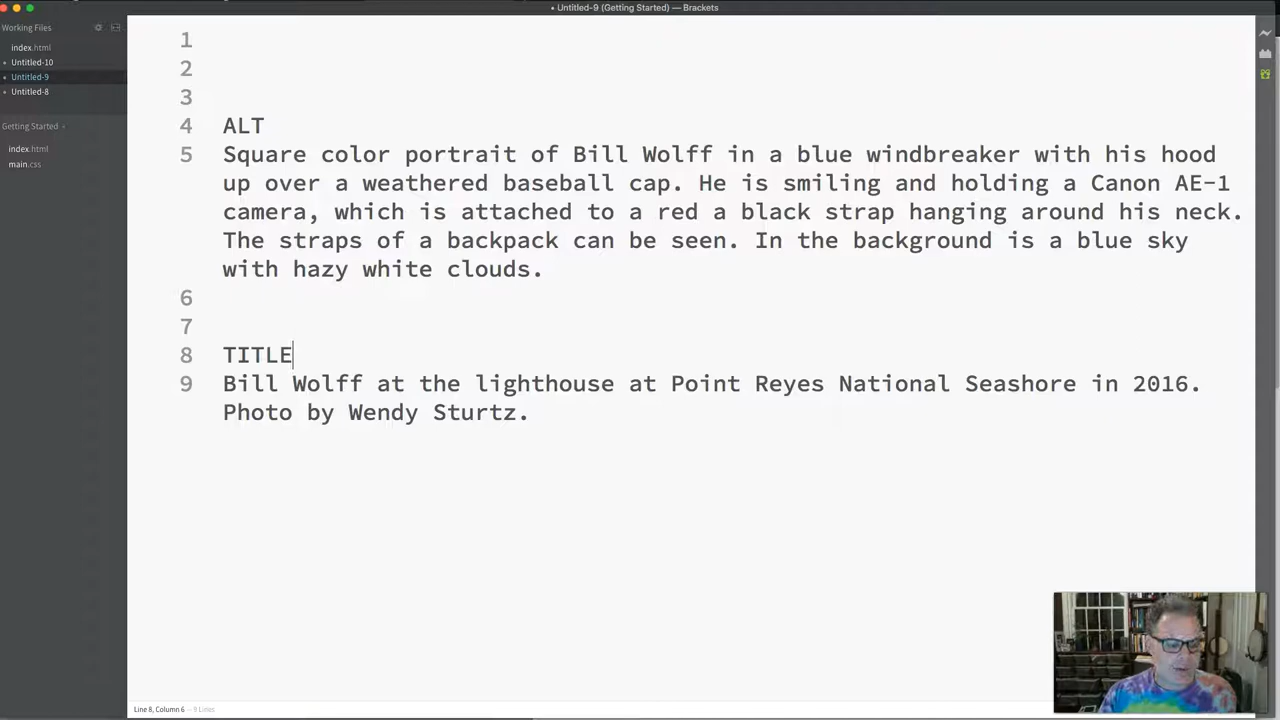 • Untitled-9 (Getting Started) — Brackets
Working Files
index.html
• Untitled-10
• Untitled-9
• Untitled-8
Getting Started
index.html
main.css
1
2
3
4 ALT
5 Square color portrait of Bill Wolff in a blue windbreaker with his hood
up over a weathered baseball cap. He is smiling and holding a Canon AE-1
camera, which is attached to a red a black strap hanging around his neck.
The straps of a backpack can be seen. In the background is a blue sky
with hazy white clouds.
6
7
8 TITLE
9 Bill Wolff at the lighthouse at Point Reyes National Seashore in 2016.
Photo by Wendy Sturtz.
Line 8, Column 6 — 9 Lines